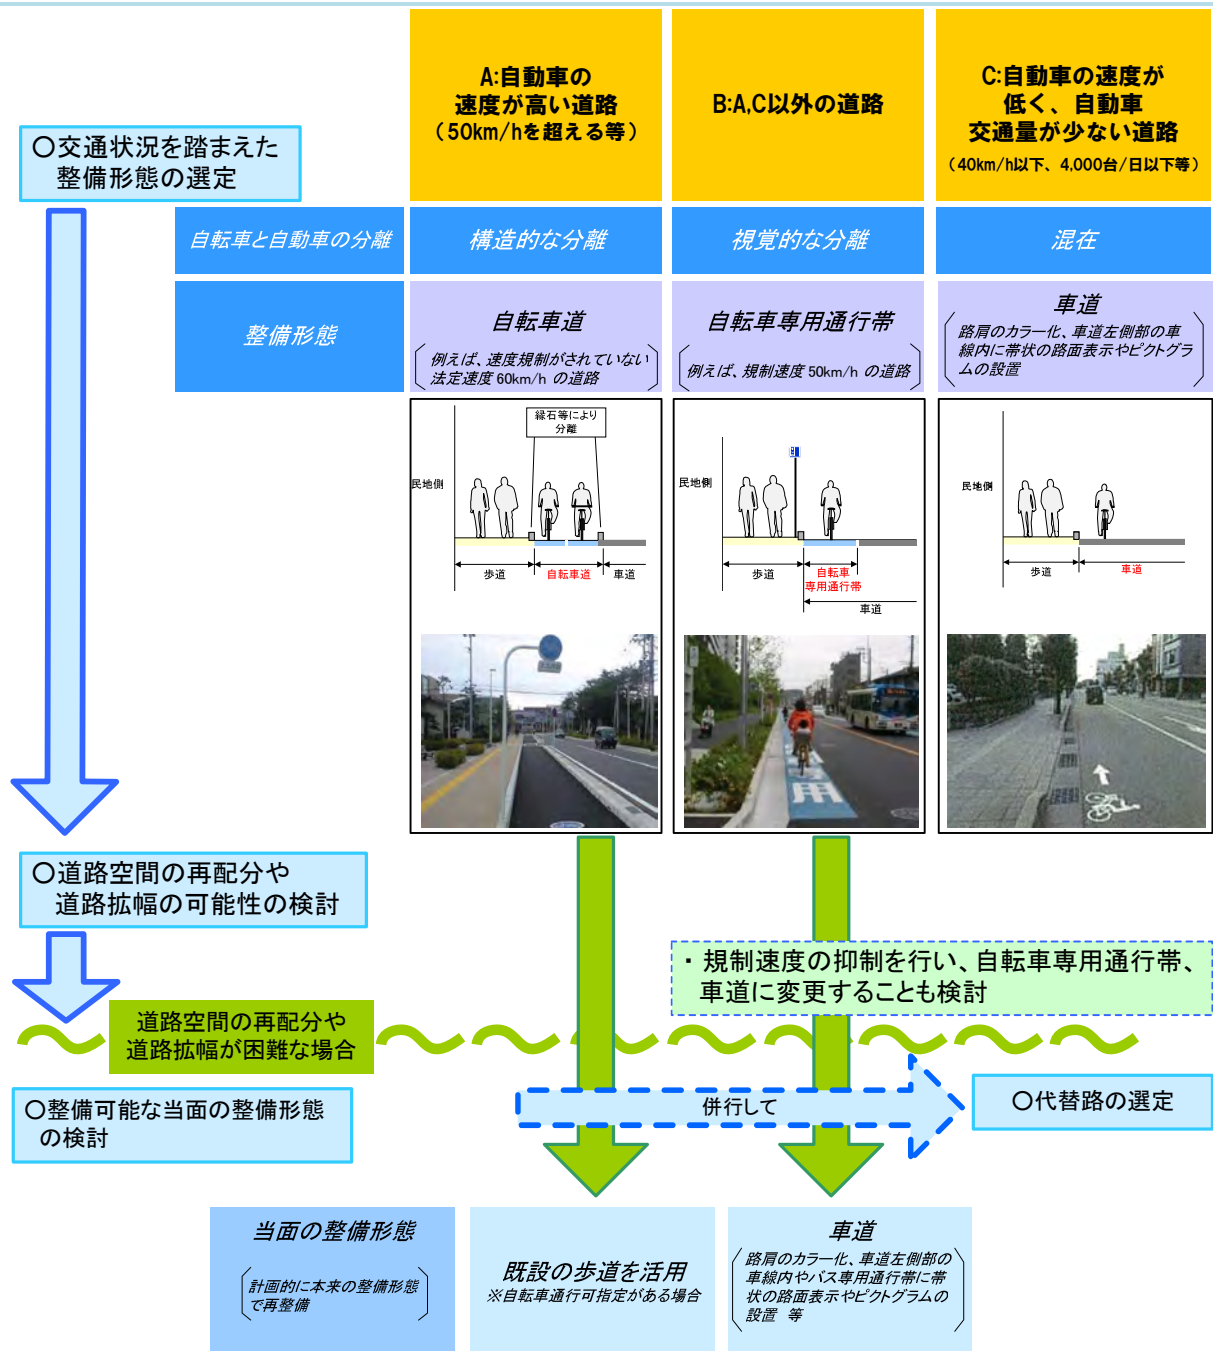 A:自動車の
速度が高い道路
（50km/hを超える等）
B:A,C以外の道路
C:自動車の速度が
低く、自動車
交通量が少ない道路
（40km/h以下、4,000台/日以下等）
〇交通状況を踏まえた
整備形態の選定
自転車と自動車の分離
構造的な分離
視覚的な分離
混在
整備形態
自転車道
例えば、速度規制がされていない
法定速度60km/h の道路
自転車専用通行帯
例えば、規制速度50km/h の道路
車道
路肩のカラー化、車道左側部の車
線内に帯状の路面表示やピクトグラ
ムの設置
縁石等により
分離
民地側
歩道
自転車道
車道
民地側
歩道
自転車
専用通行帯
車道
民地側
歩道
車道
用
〇道路空間の再配分や
道路拡幅の可能性の検討
・規制速度の抑制を行い、自転車専用通行帯、
車道に変更することも検討
道路空間の再配分や
道路拡幅が困難な場合
〇整備可能な当面の整備形態
の検討
併行して
〇代替路の選定
当面の整備形態
計画的に本来の整備形態
で再整備
既設の歩道を活用
※自転車通行可指定がある場合
車道
路肩のカラー化、車道左側部の
車線内やバス専用通行帯に帯
状の路面表示やピクトグラムの
設置 等